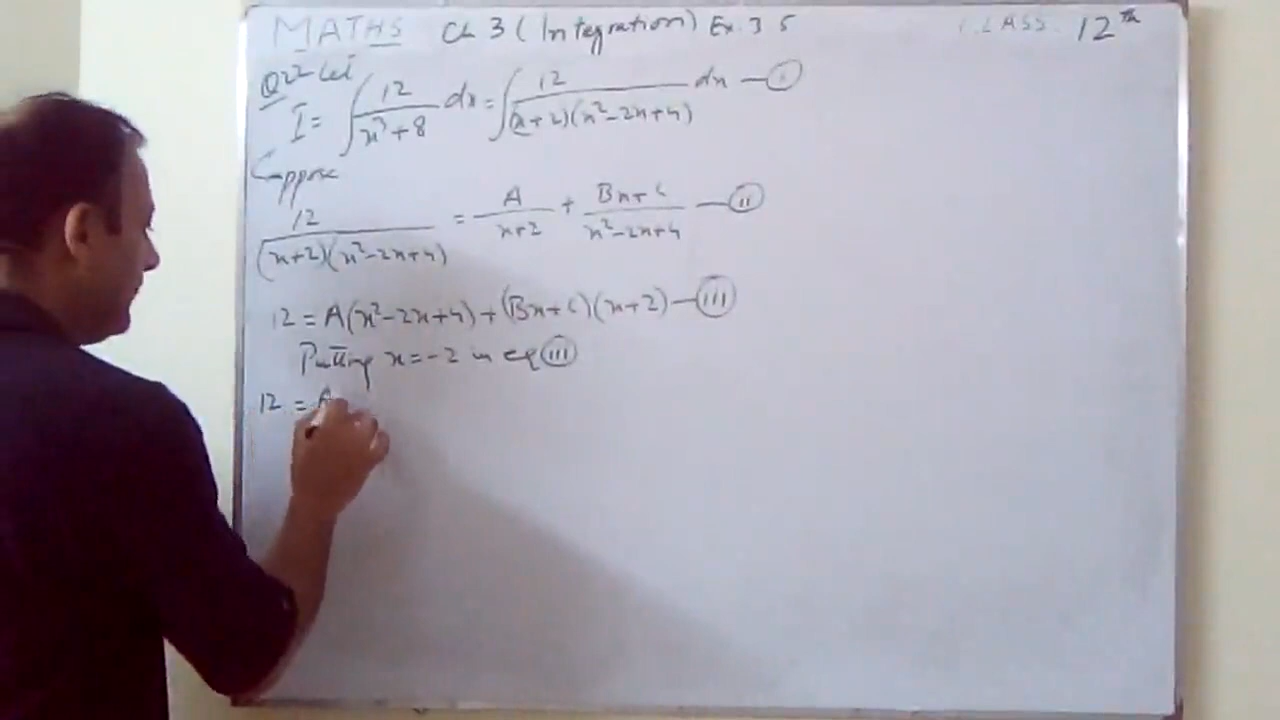 MATHS Ch 3 (Integration) Ex. 3.5 CLASS 12th
Q22 Let
I = ∫ 12/(x³+8) dx = ∫ 12/((x+2)(x²-2x+4)) dx — (i)
Suppose
12/((x+2)(x²-2x+4)) = A/(x+2) + (Bx+C)/(x²-2x+4) — (ii)
12 = A(x²-2x+4) + (Bx+C)(x+2) — (iii)
Putting x = -2 in eq (iii)
12 = A